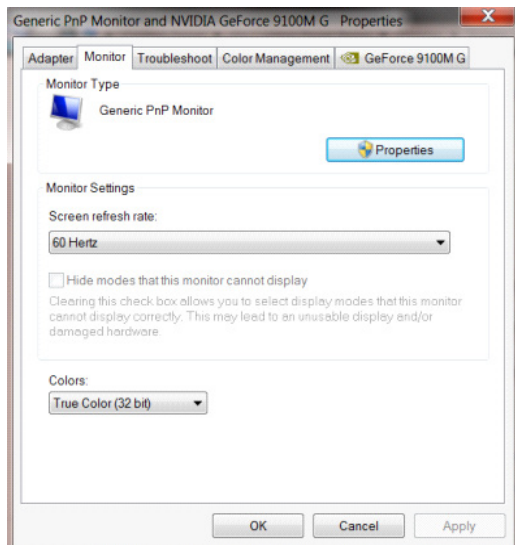 Generic PnP Monitor and NVIDIA GeForce 9100M G Properties
Adapter Monitor Troubleshoot Color Management GeForce 9100M G
Monitor Type
Generic PnP Monitor
Properties
Monitor Settings
Screen refresh rate:
60 Hertz
Hide modes that this monitor cannot display
Clearing this check box allows you to select display modes that this monitor
cannot display correctly. This may lead to an unusable display and/or
damaged hardware.
Colors:
True Color (32 bit)
OK Cancel Apply